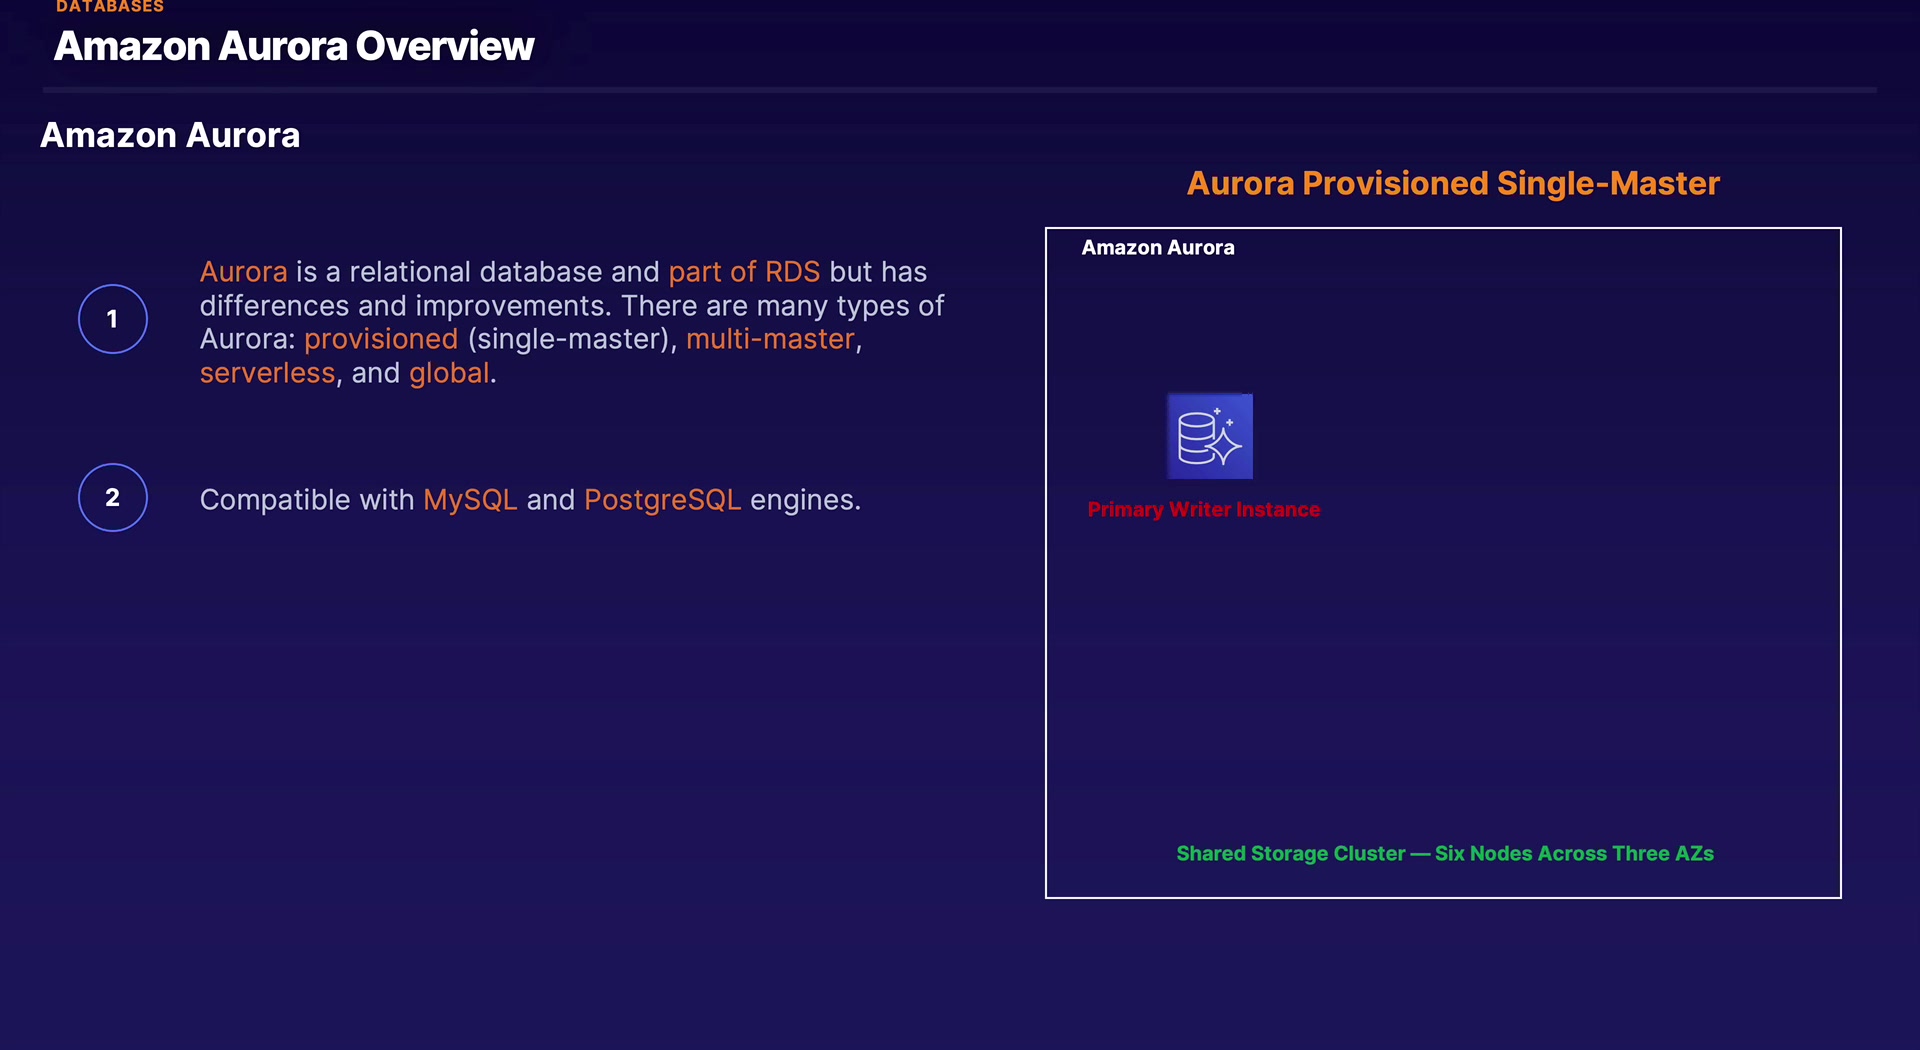 DATABASES
Amazon Aurora Overview
Amazon Aurora
1
Aurora is a relational database and part of RDS but has
differences and improvements. There are many types of
Aurora: provisioned (single-master), multi-master,
serverless, and global.
2
Compatible with MySQL and PostgreSQL engines.
Aurora Provisioned Single-Master
Amazon Aurora
Primary Writer Instance
Shared Storage Cluster — Six Nodes Across Three AZs